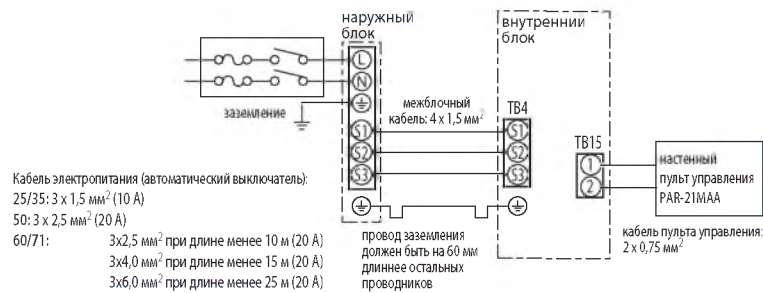 наружный
блок
внутренний
блок
L
N
заземление
межблочный
кабель: 4 x 1,5 мм²
TB4
S1
S2
S3
S1
S2
S3
TB15
1
2
настенный
пульт управления
PAR-21MAA
Кабель электропитания (автоматический выключатель):
25/35: 3 x 1,5 мм² (10 А)
50: 3 x 2,5 мм² (20 А)
60/71: 3x2,5 мм² при длине менее 10 м (20 А)
3x4,0 мм² при длине менее 15 м (20 А)
3x6,0 мм² при длине менее 25 м (20 А)
провод заземления
должен быть на 60 мм
длиннее остальных
проводников
кабель пульта управления:
2 x 0,75 мм²